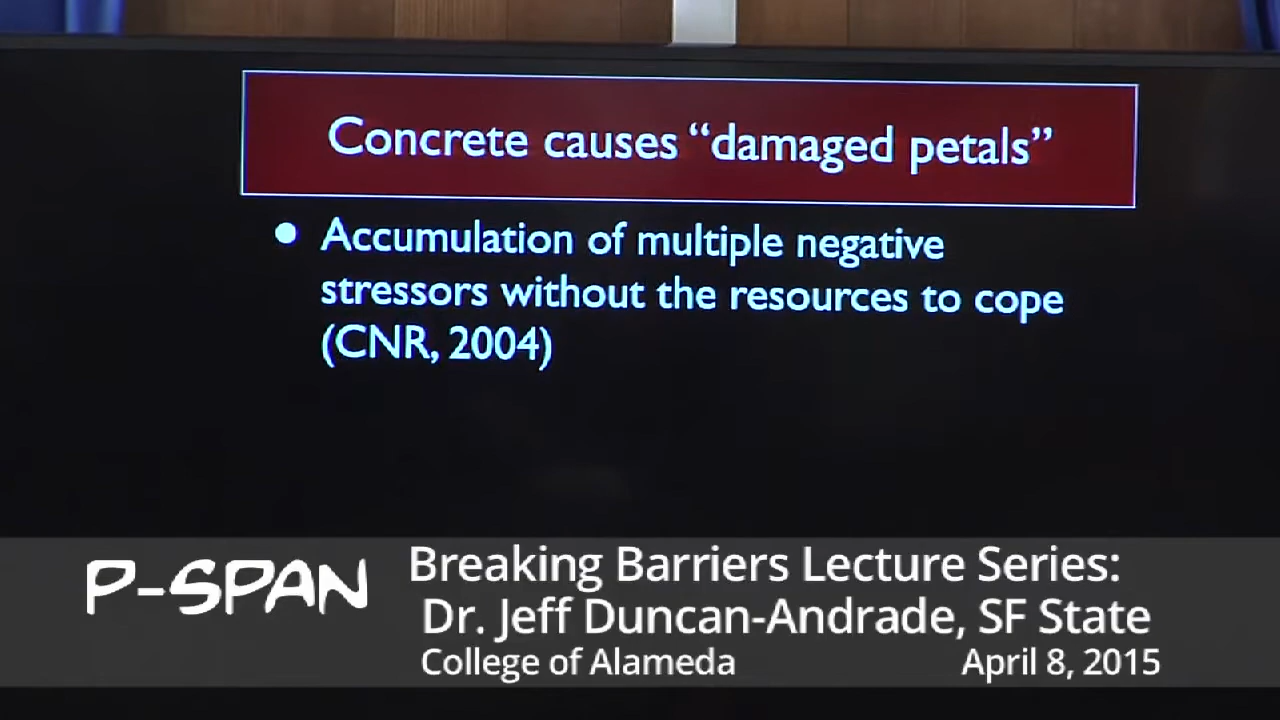 Concrete causes “damaged petals”
● Accumulation of multiple negative
stressors without the resources to cope
(CNR, 2004)
P-SPAN
Breaking Barriers Lecture Series:
Dr. Jeff Duncan-Andrade, SF State
College of Alameda April 8, 2015